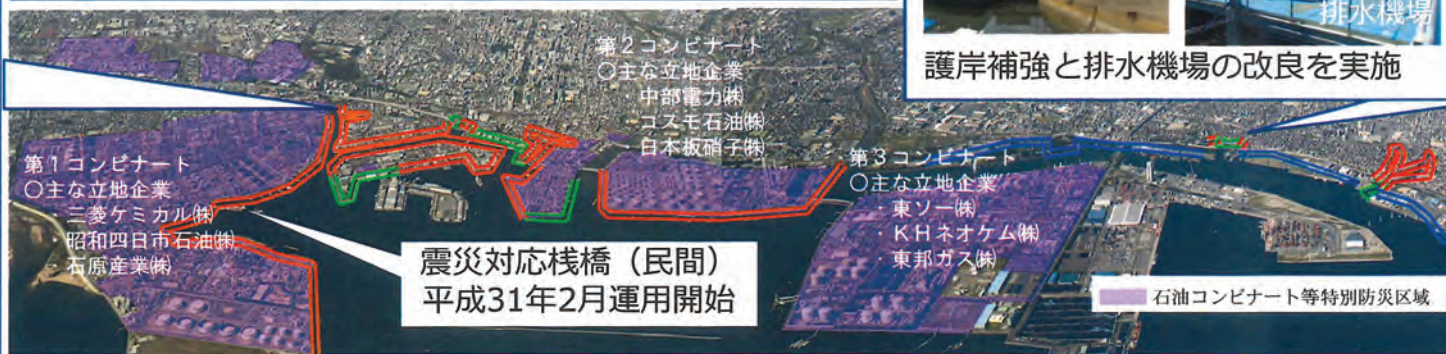 排水機場
護岸補強と排水機場の改良を実施
第1コンビナート
○主な立地企業
・三菱ケミカル㈱
昭和四日市石油㈱
石原産業㈱
第2コンビナート
○主な立地企業
・中部電力㈱
コスモ石油㈱
日本板硝子㈱
第3コンビナート
○主な立地企業
・東ソー㈱
・KHネオケム㈱
・東邦ガス㈱
震災対応桟橋(民間)
平成31年2月運用開始
石油コンビナート等特別防災区域